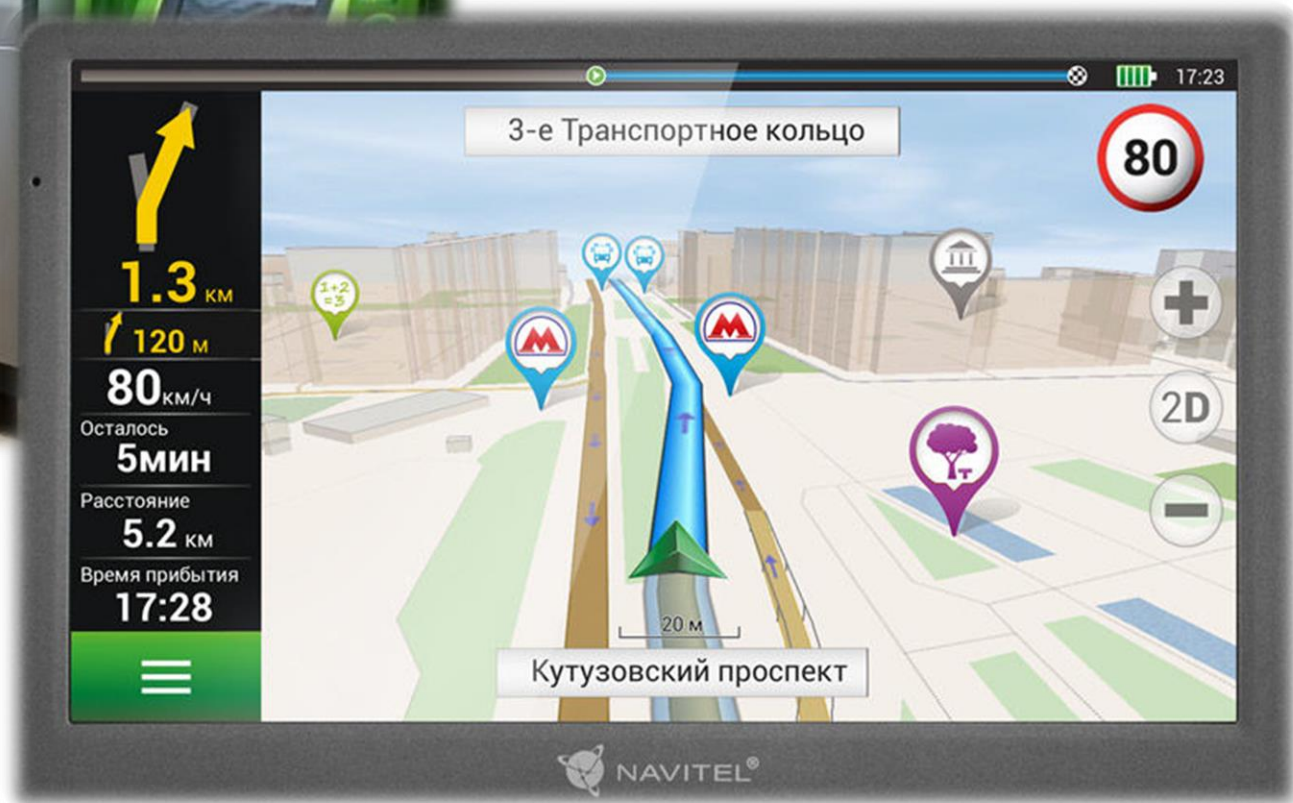 17:23
3-е Транспортное кольцо
80
1.3 км
120 м
80км/ч
Осталось
5мин
Расстояние
5.2 км
Время прибытия
17:28
1+2
=3
М
М
2D
20 м
Кутузовский проспект
NAVITEL®